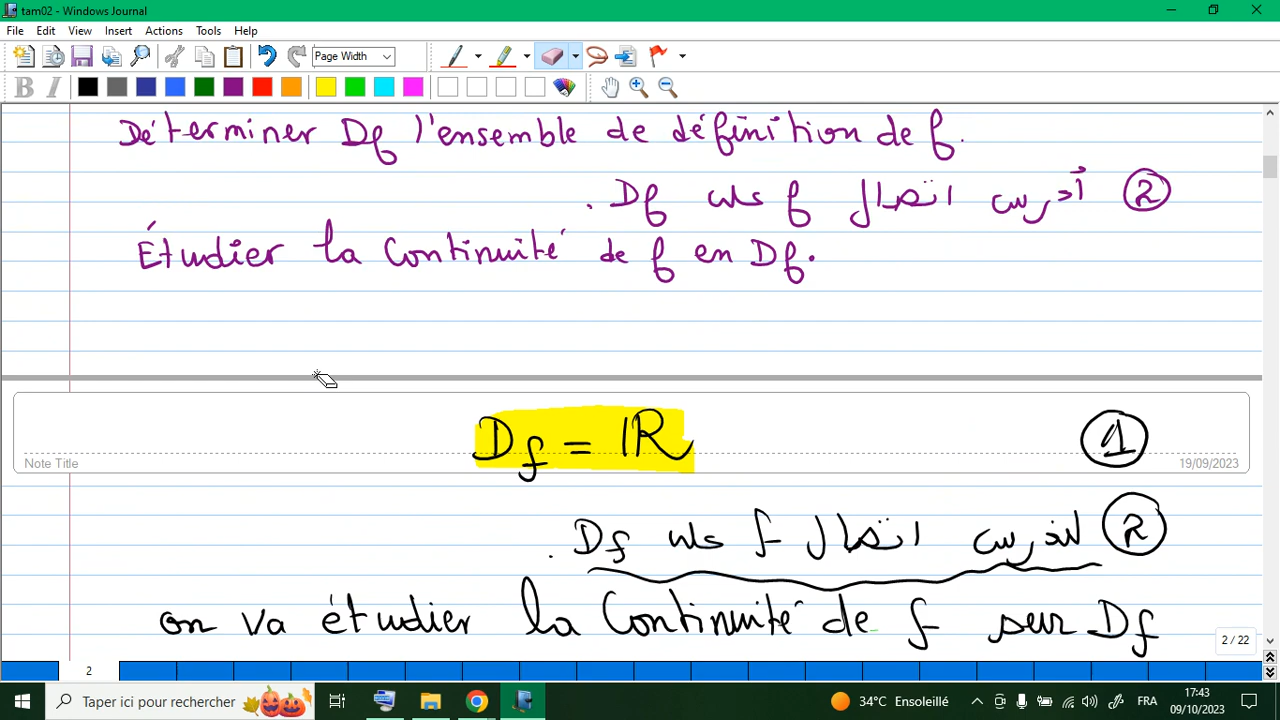 tam02 - Windows Journal
File Edit View Insert Actions Tools Help
Page Width
B I
Déterminer Df l'ensemble de définition de f.
② أدرس اتصال f على Df .
Étudier la Continuité de f en Df.
① Df = IR
Note Title
19/09/2023
② لندرس اتصال f على Df .
on va étudier la Continuité de f sur Df
2 / 22
2
Taper ici pour rechercher
34°C Ensoleillé
FRA
17:43
09/10/2023